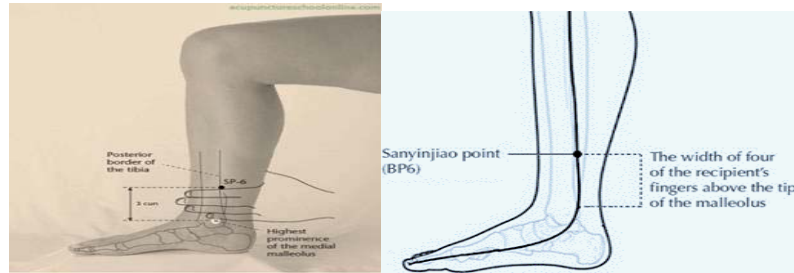 acupunctureschoolonline.com
Posterior
border of
the tibia
SP-6
3 cun
Highest
prominence
of the medial
malleolus
Sanyinjiao point
(BP6)
The width of four
of the recipient's
fingers above the tip
of the malleolus